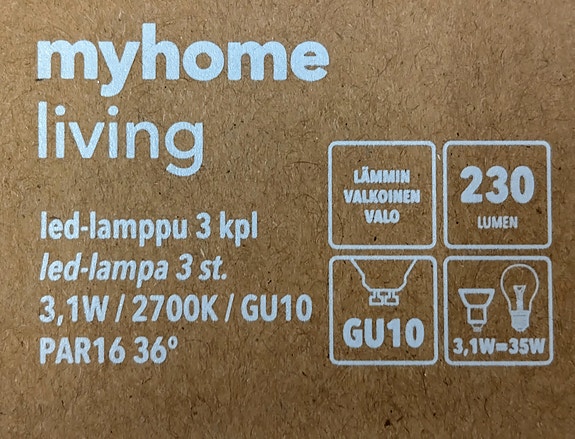 myhome
living
led-lamppu 3 kpl
led-lampa 3 st.
3,1W / 2700K / GU10
PAR16 36°
LÄMMIN
VALKOINEN
VALO
230
LUMEN
GU10
3,1W=35W